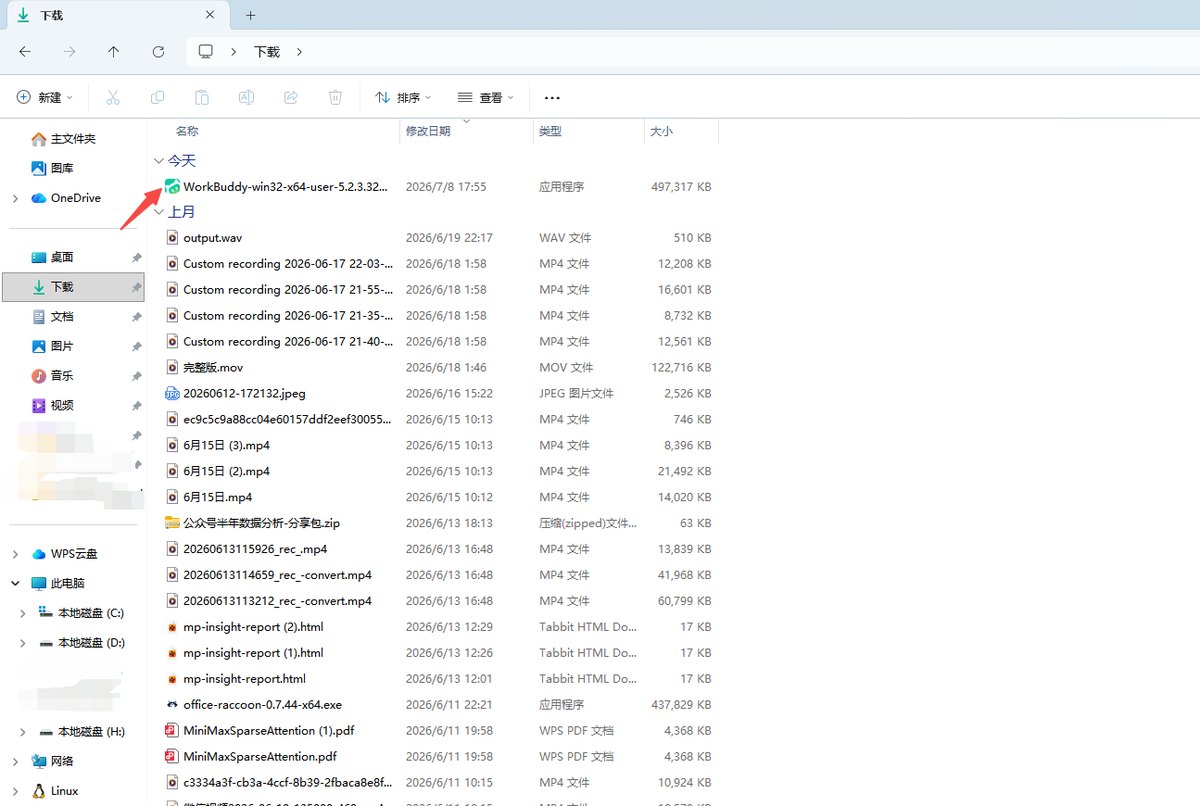 下载
下载
新建
排序
查看
名称 修改日期 类型 大小
主文件夹
图库
OneDrive
桌面
下载
文档
图片
音乐
视频
WPS云盘
此电脑
本地磁盘 (C:)
本地磁盘 (D:)
本地磁盘 (H:)
网络
Linux
今天
WorkBuddy-win32-x64-user-5.2.3.32... 2026/7/8 17:55 应用程序 497,317 KB
上月
output.wav 2026/6/19 22:17 WAV 文件 510 KB
Custom recording 2026-06-17 22-03-... 2026/6/18 1:58 MP4 文件 12,208 KB
Custom recording 2026-06-17 21-55-... 2026/6/18 1:58 MP4 文件 16,601 KB
Custom recording 2026-06-17 21-35-... 2026/6/18 1:58 MP4 文件 8,732 KB
Custom recording 2026-06-17 21-40-... 2026/6/18 1:58 MP4 文件 12,561 KB
完整版.mov 2026/6/18 1:46 MOV 文件 122,716 KB
20260612-172132.jpeg 2026/6/16 15:22 JPEG 图片文件 2,526 KB
ec9c5c9a88cc04e60157ddf2eef30055... 2026/6/15 10:13 MP4 文件 746 KB
6月15日 (3).mp4 2026/6/15 10:13 MP4 文件 8,396 KB
6月15日 (2).mp4 2026/6/15 10:13 MP4 文件 21,492 KB
6月15日.mp4 2026/6/15 10:12 MP4 文件 14,020 KB
公众号半年数据分析-分享包.zip 2026/6/13 18:13 压缩(zipped)文件... 63 KB
20260613115926_rec_.mp4 2026/6/13 16:48 MP4 文件 13,839 KB
20260613114659_rec_-convert.mp4 2026/6/13 16:48 MP4 文件 41,968 KB
20260613113212_rec_-convert.mp4 2026/6/13 16:48 MP4 文件 60,799 KB
mp-insight-report (2).html 2026/6/13 12:29 Tabbit HTML Do... 17 KB
mp-insight-report (1).html 2026/6/13 12:26 Tabbit HTML Do... 17 KB
mp-insight-report.html 2026/6/13 12:01 Tabbit HTML Do... 17 KB
office-raccoon-0.7.44-x64.exe 2026/6/11 22:21 应用程序 437,829 KB
MiniMaxSparseAttention (1).pdf 2026/6/11 19:58 WPS PDF 文档 4,368 KB
MiniMaxSparseAttention.pdf 2026/6/11 19:58 WPS PDF 文档 4,368 KB
c3334a3f-cb3a-4ccf-8b39-2fbaca8e8f... 2026/6/11 10:15 MP4 文件 10,924 KB